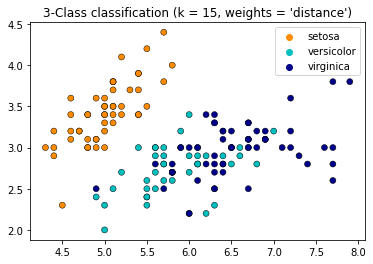 3-Class classification (k = 15, weights = 'distance')
4.5
4.0
3.5
3.0
2.5
2.0
setosa
versicolor
virginica
4.5 5.0 5.5 6.0 6.5 7.0 7.5 8.0